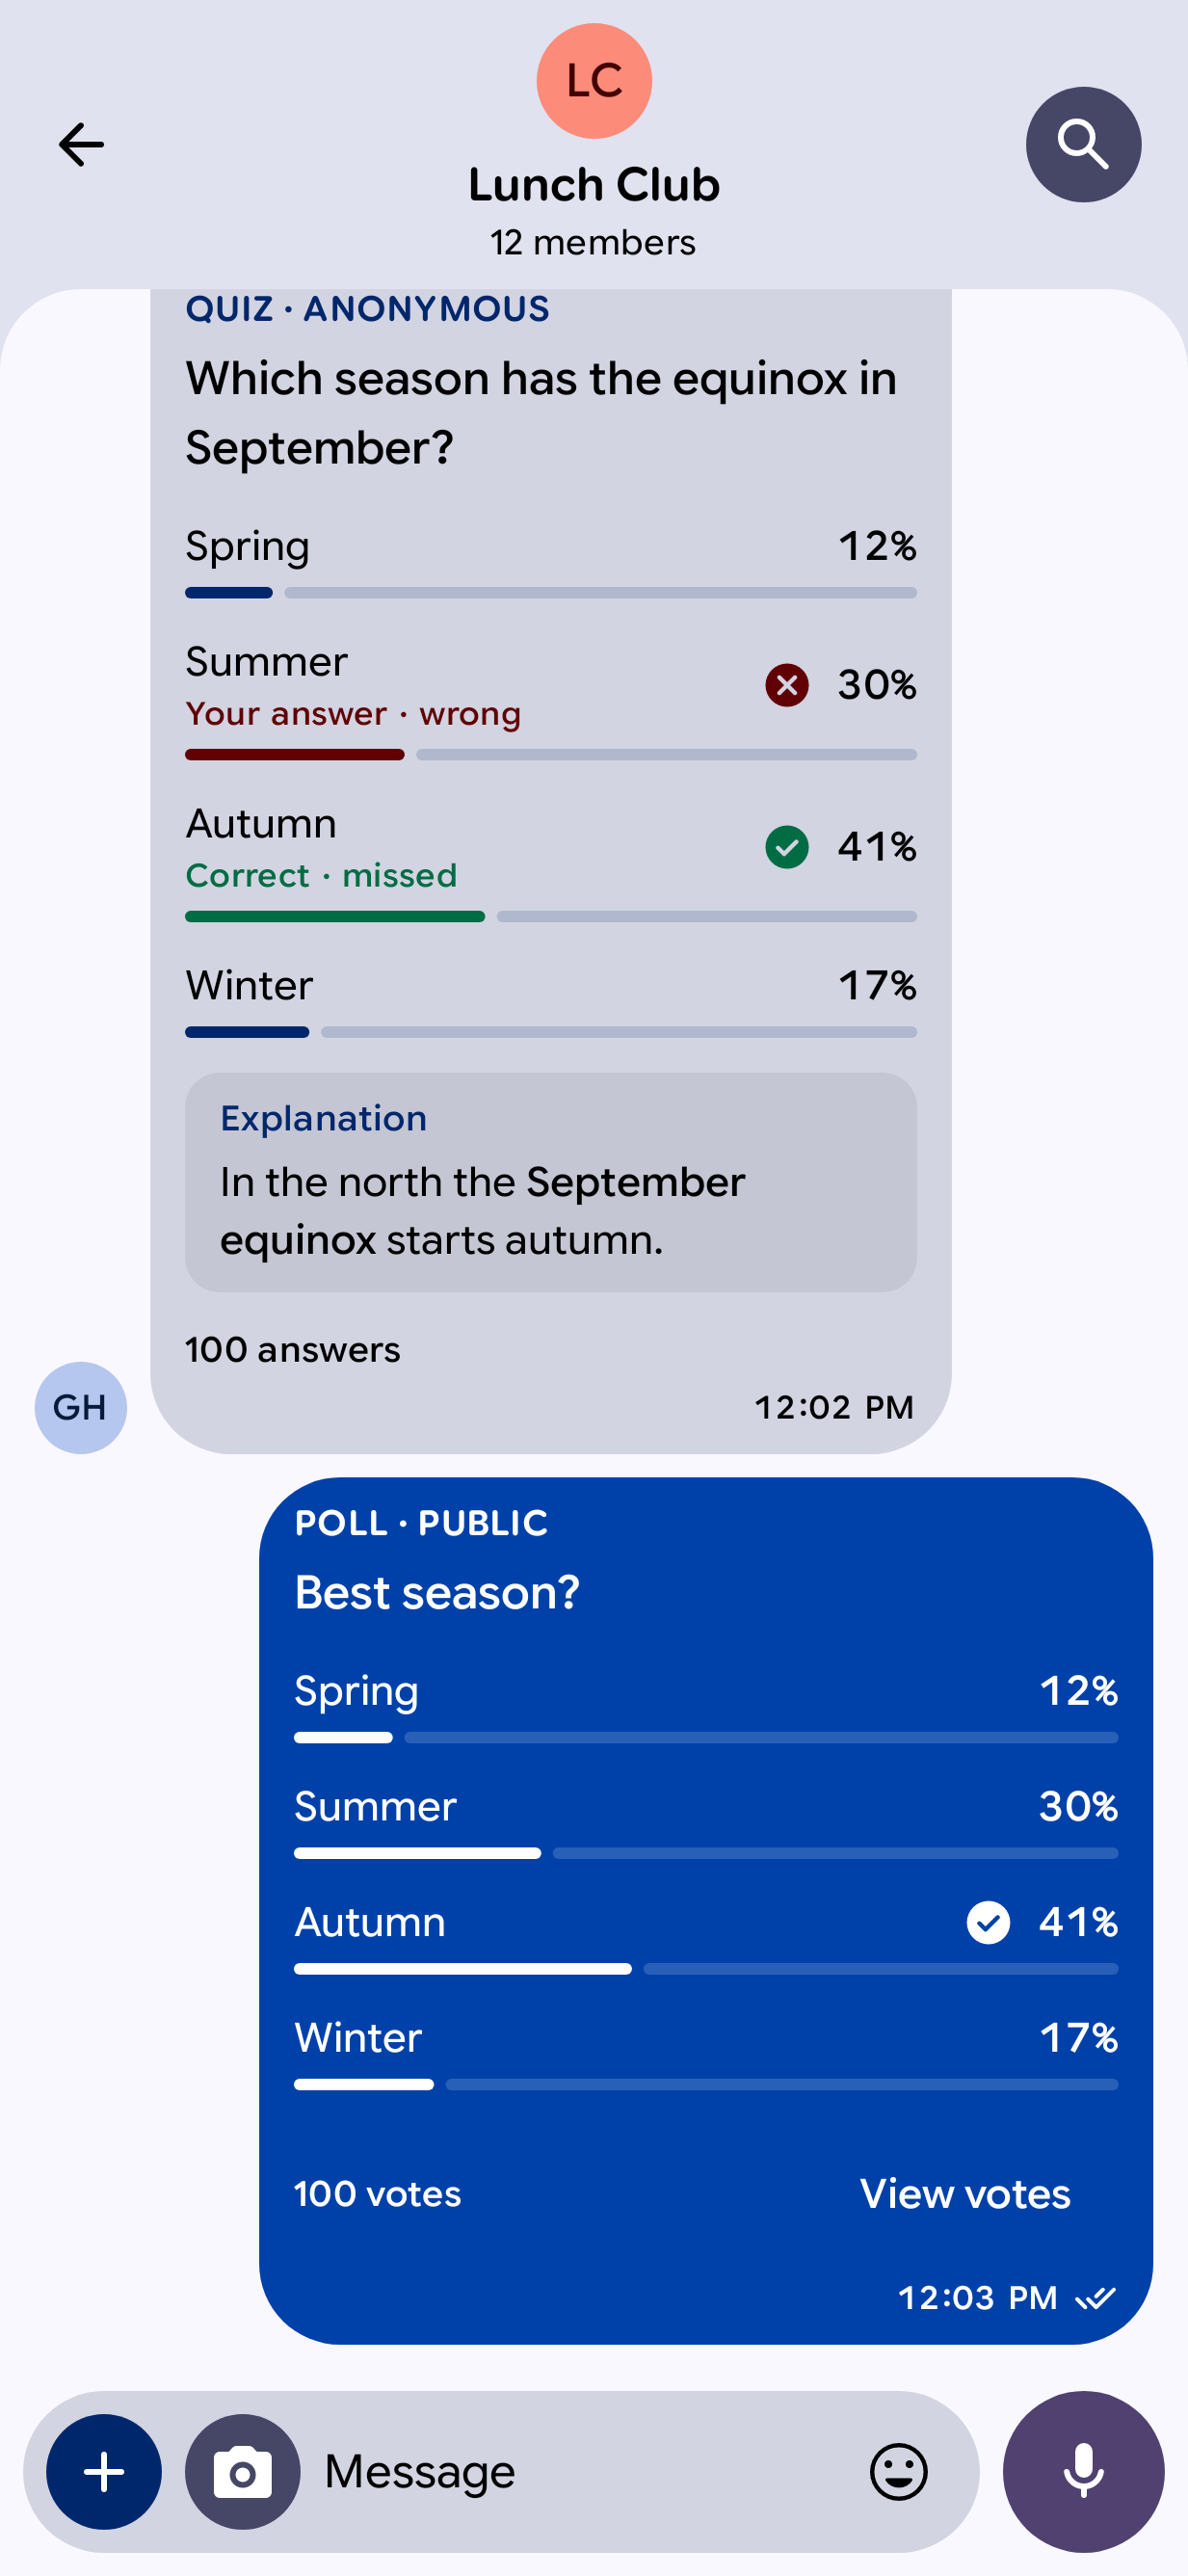 LC
Lunch Club
12 members
QUIZ · ANONYMOUS
Which season has the equinox in
September?
Spring 12%
Summer 30%
Your answer · wrong
Autumn 41%
Correct · missed
Winter 17%
Explanation
In the north the September
equinox starts autumn.
100 answers
GH
12:02 PM
POLL · PUBLIC
Best season?
Spring 12%
Summer 30%
Autumn 41%
Winter 17%
100 votes View votes
12:03 PM
Message